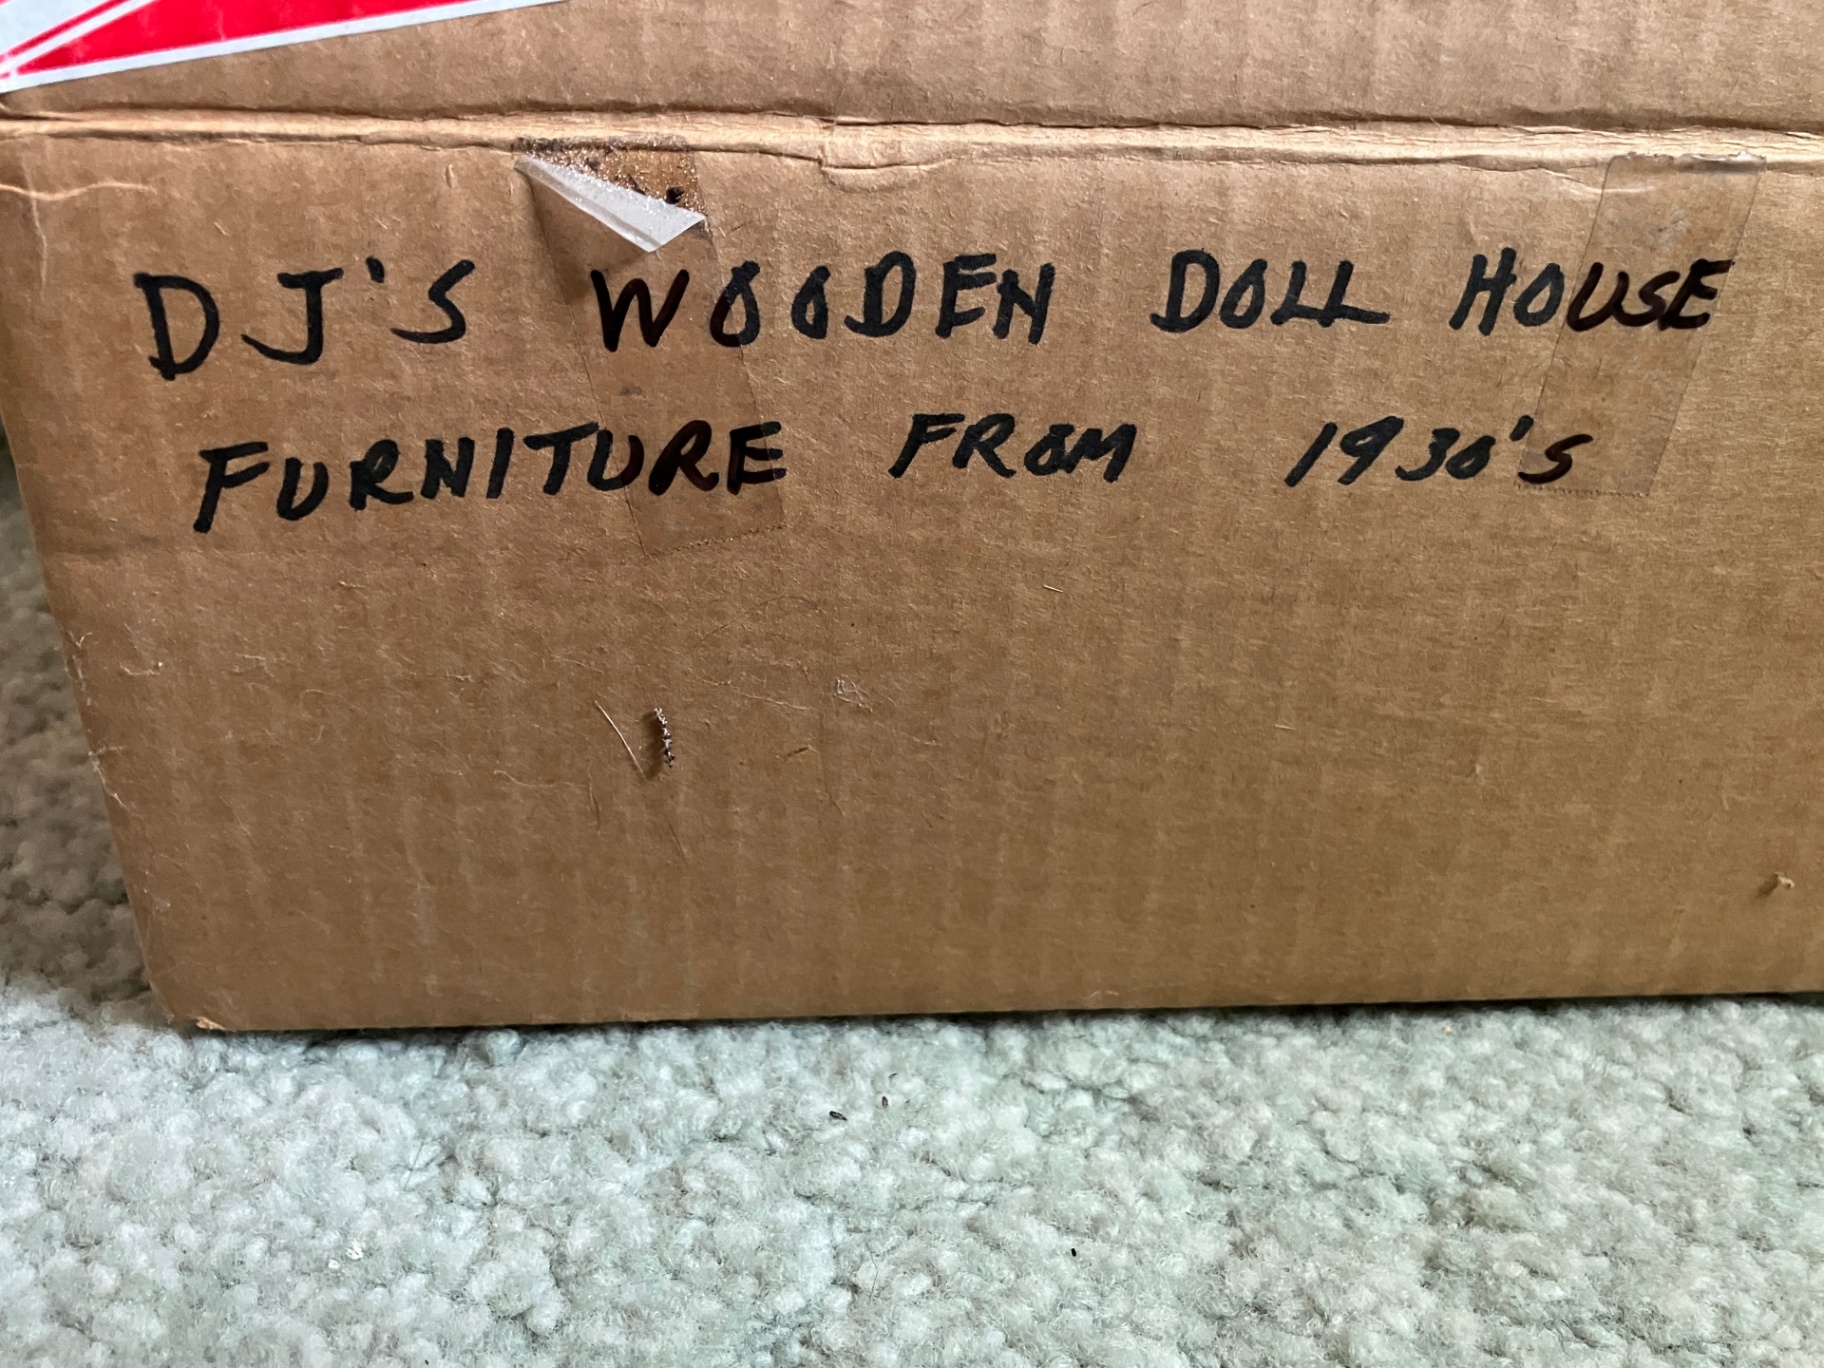 DJ'S WOODEN DOLL HOUSE
FURNITURE FROM 1930'S